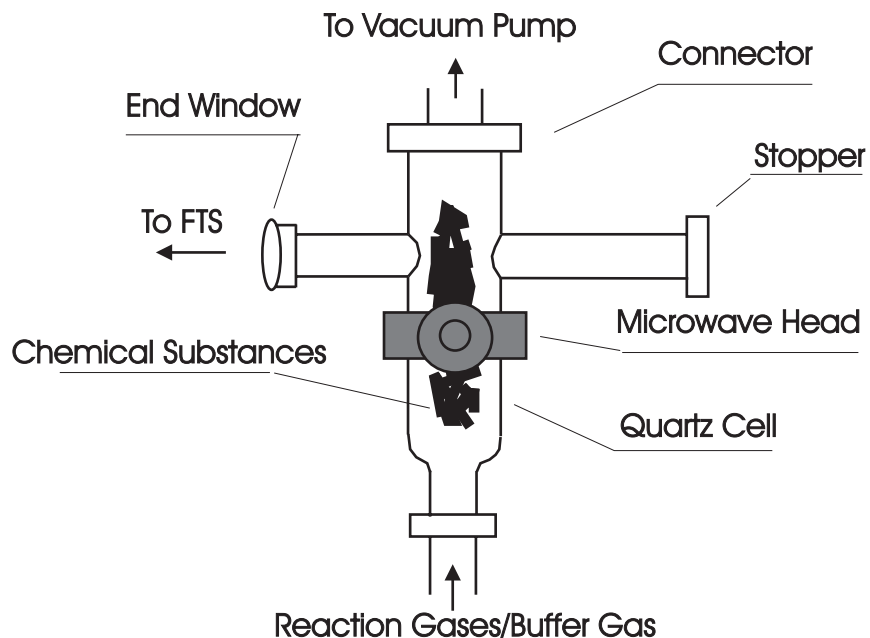 To Vacuum Pump
Connector
End Window
Stopper
To FTS
Microwave Head
Chemical Substances
Quartz Cell
Reaction Gases/Buffer Gas